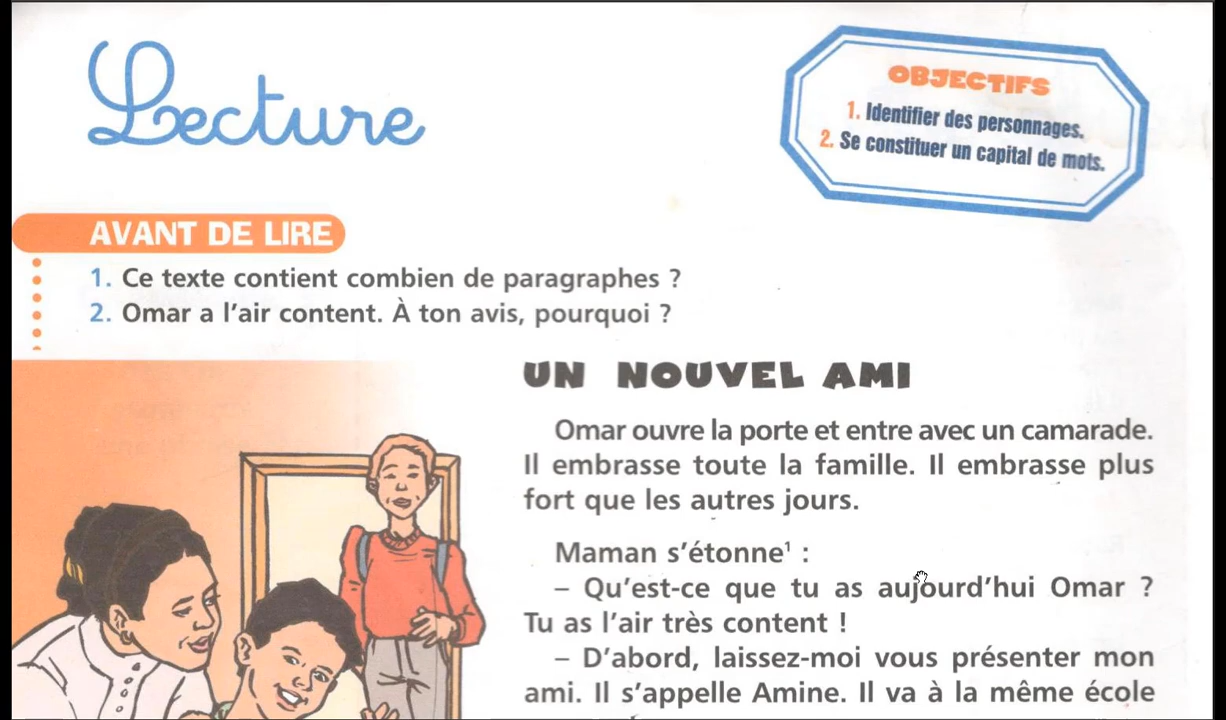 Lecture
OBJECTIFS
1. Identifier des personnages.
2. Se constituer un capital de mots.
AVANT DE LIRE
1. Ce texte contient combien de paragraphes ?
2. Omar a l'air content. À ton avis, pourquoi ?
UN NOUVEL AMI
Omar ouvre la porte et entre avec un camarade.
Il embrasse toute la famille. Il embrasse plus
fort que les autres jours.
Maman s'étonne¹ :
– Qu'est-ce que tu as aujourd'hui Omar ?
Tu as l'air très content !
– D'abord, laissez-moi vous présenter mon
ami. Il s'appelle Amine. Il va à la même école